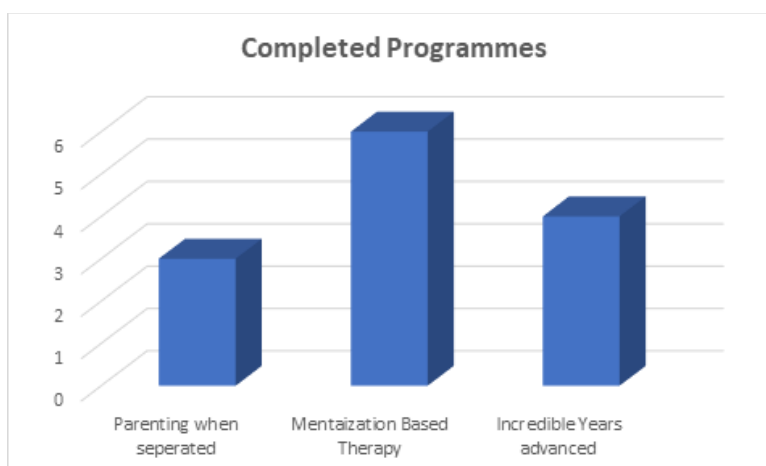 Completed Programmes
6
5
4
3
2
1
0
Parenting when
seperated
Mentaization Based
Therapy
Incredible Years
advanced